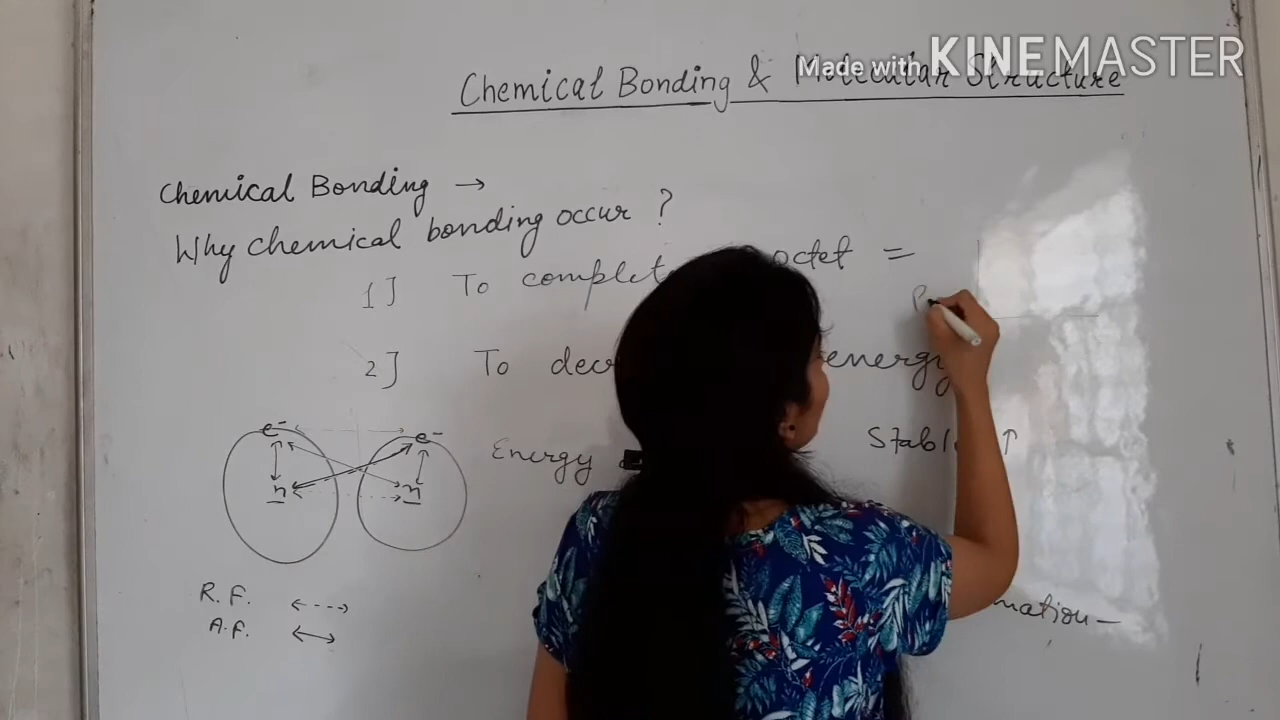 Made with KINEMASTER
Chemical Bonding & Molecular Structure
Chemical Bonding →
Why chemical bonding occur ?
1] To complet octet =
2] To dec energy
e⁻ e⁻
Energy Stabl ↑
n n
R.F. <--->
A.F. <—>
mation-